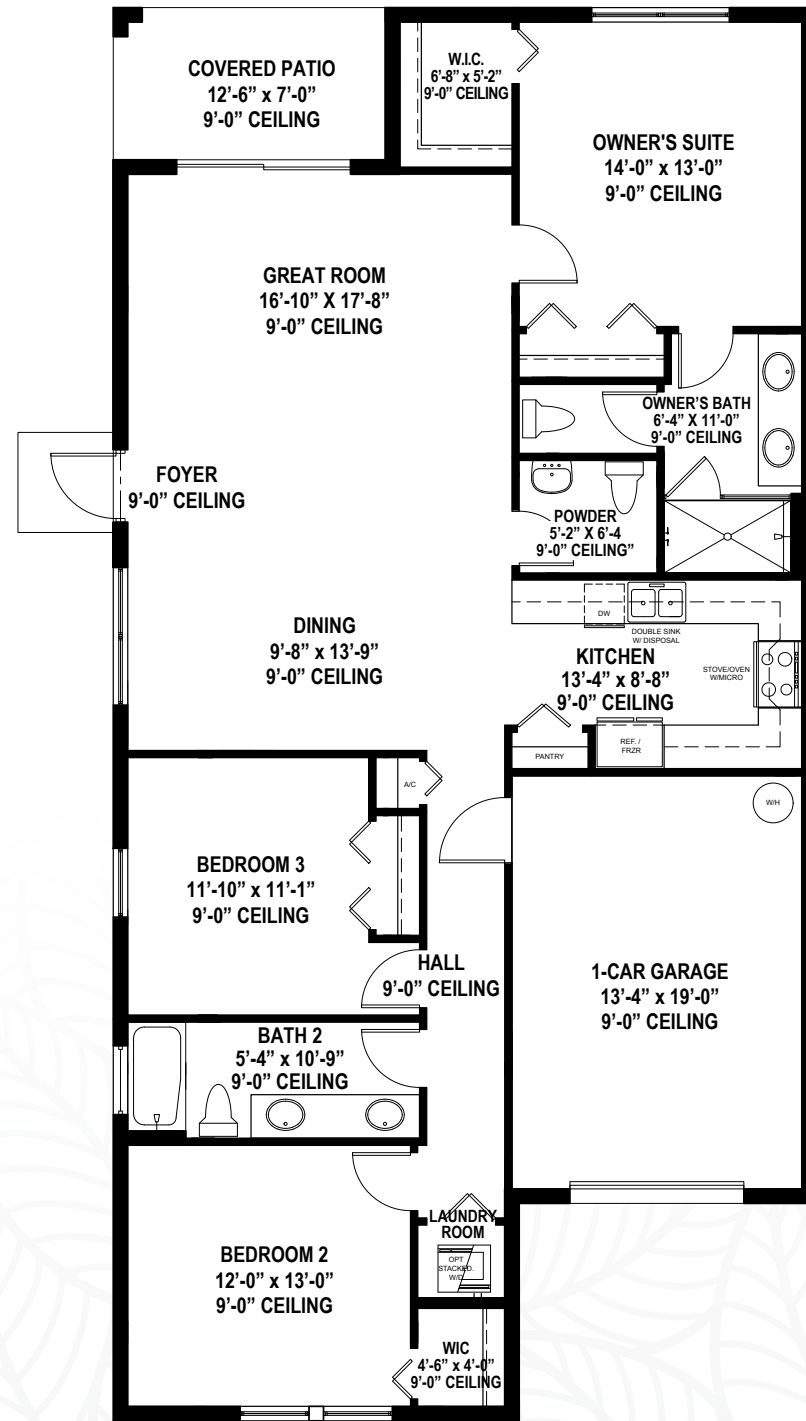 COVERED PATIO
12’-6” x 7’-0”
9’-0” CEILING
W.I.C.
6’-8” x 5’-2”
9’-0” CEILING
OWNER'S SUITE
14’-0” x 13’-0”
9’-0” CEILING
GREAT ROOM
16’-10” X 17’-8”
9’-0” CEILING
OWNER’S BATH
6’-4” X 11’-0”
9’-0” CEILING
FOYER
9’-0” CEILING
POWDER
5’-2” X 6’-4
9’-0” CEILING”
DINING
9’-8” x 13’-9”
9’-0” CEILING
DW
DOUBLE SINK
W/ DISPOSAL
KITCHEN
13’-4” x 8’-8”
9’-0” CEILING
STOVE/OVEN
W/MICRO
REF. /
FRZR
PANTRY
A/C
W/H
BEDROOM 3
11’-10” x 11’-1”
9’-0” CEILING
HALL
9’-0” CEILING
1-CAR GARAGE
13’-4” x 19’-0”
9’-0” CEILING
BATH 2
5’-4” x 10’-9”
9’-0” CEILING
LAUNDRY
ROOM
OPT
STACKED.
W/D
BEDROOM 2
12’-0” x 13’-0”
9’-0” CEILING
WIC
4’-6” x 4’-0”
9’-0” CEILING